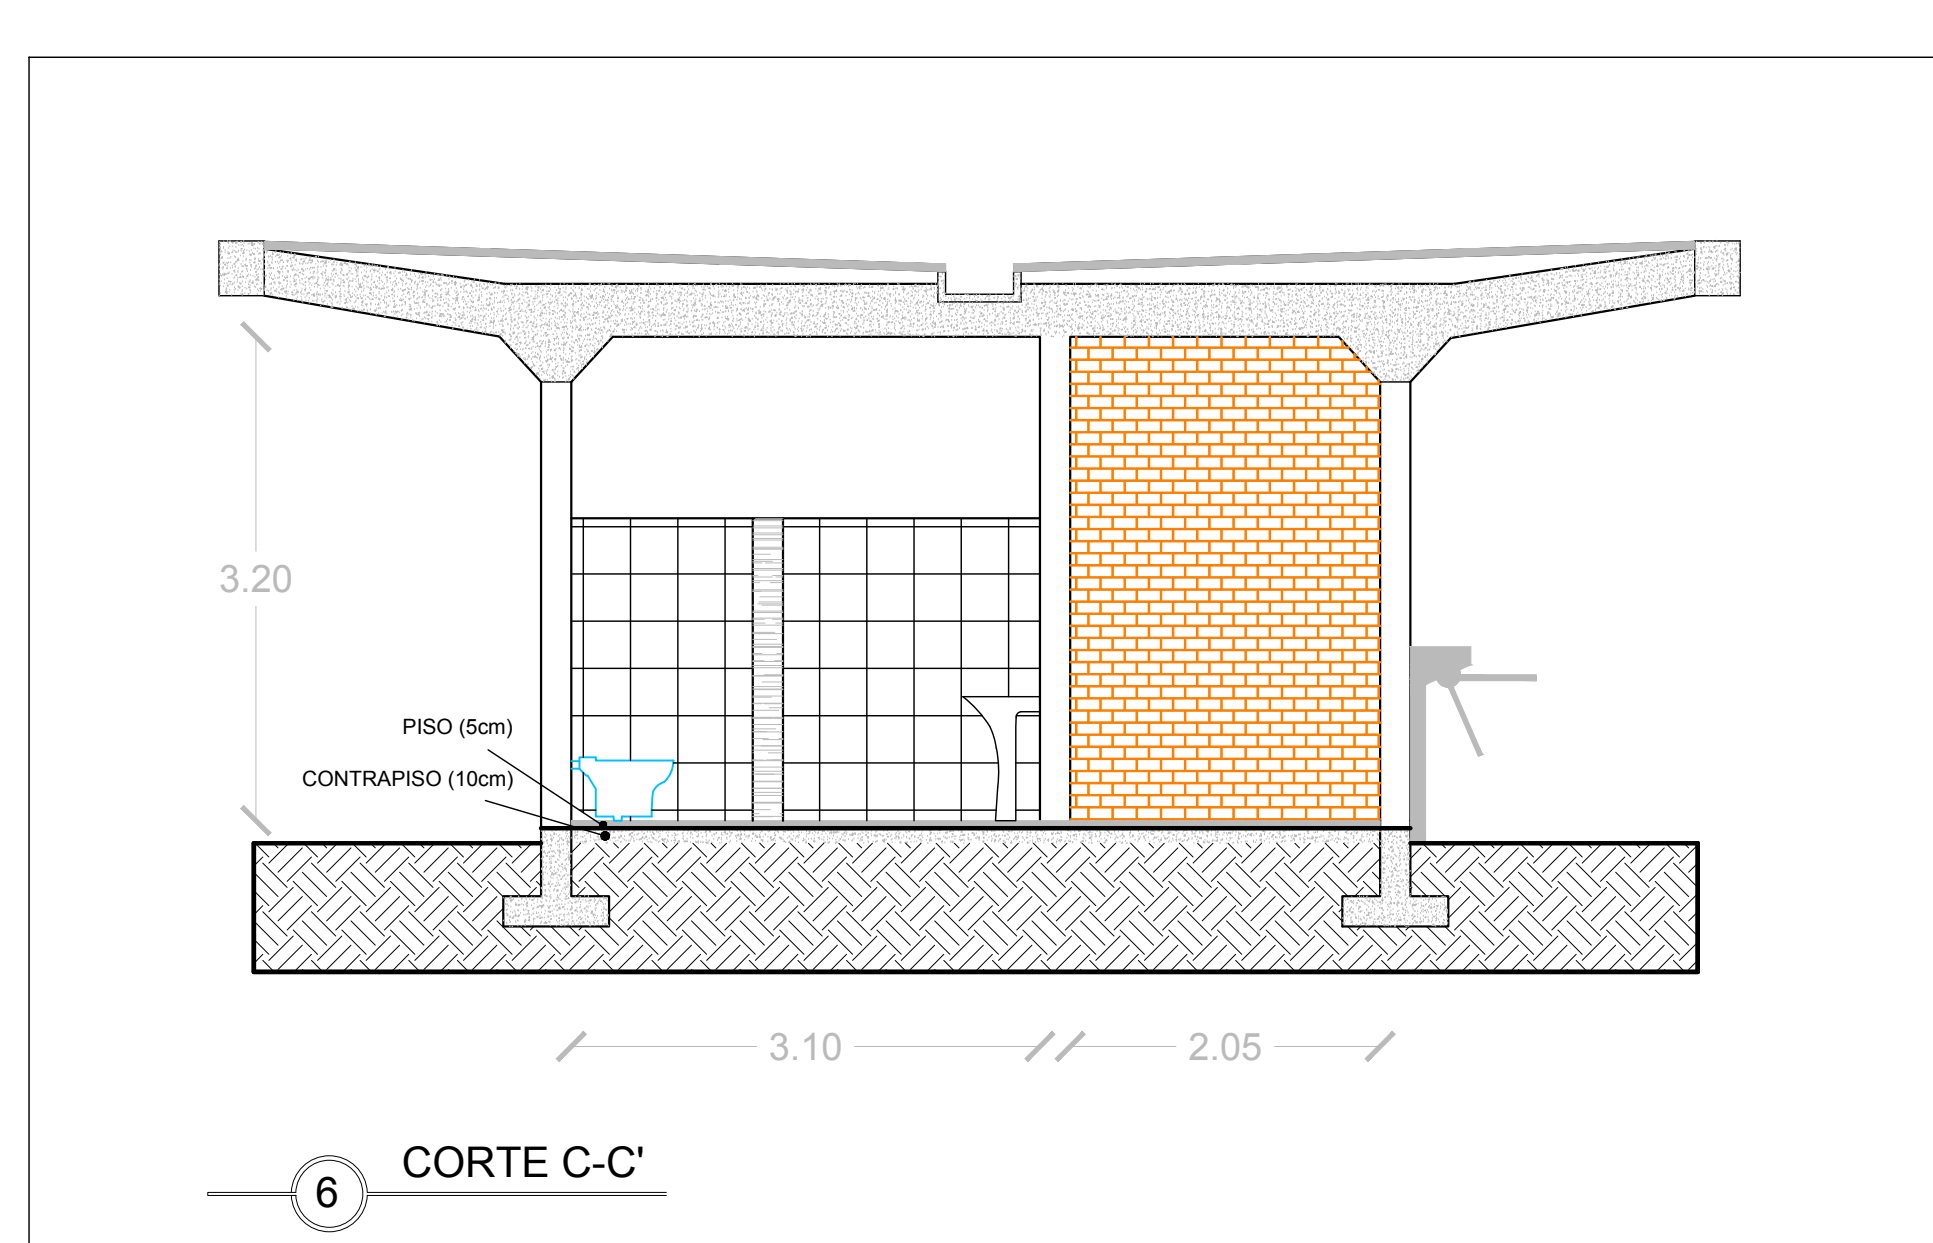 3.20
PISO (5cm)
CONTRAPISO (10cm)
3.10
2.05
CORTE C-C'
6